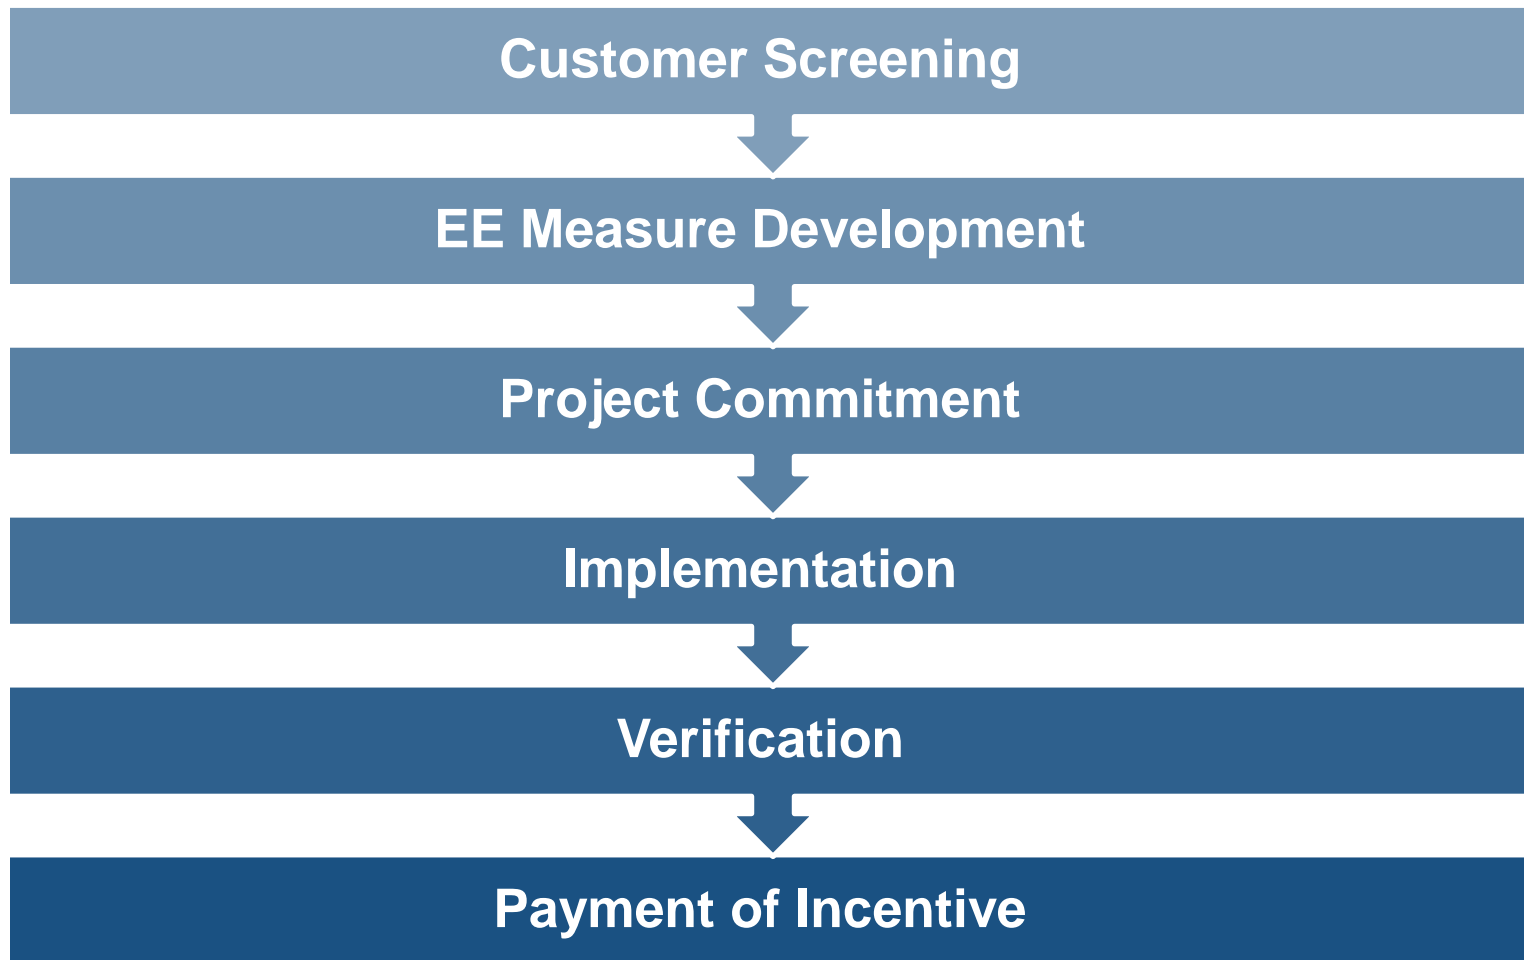 Customer Screening
EE Measure Development
Project Commitment
Implementation
Verification
Payment of Incentive